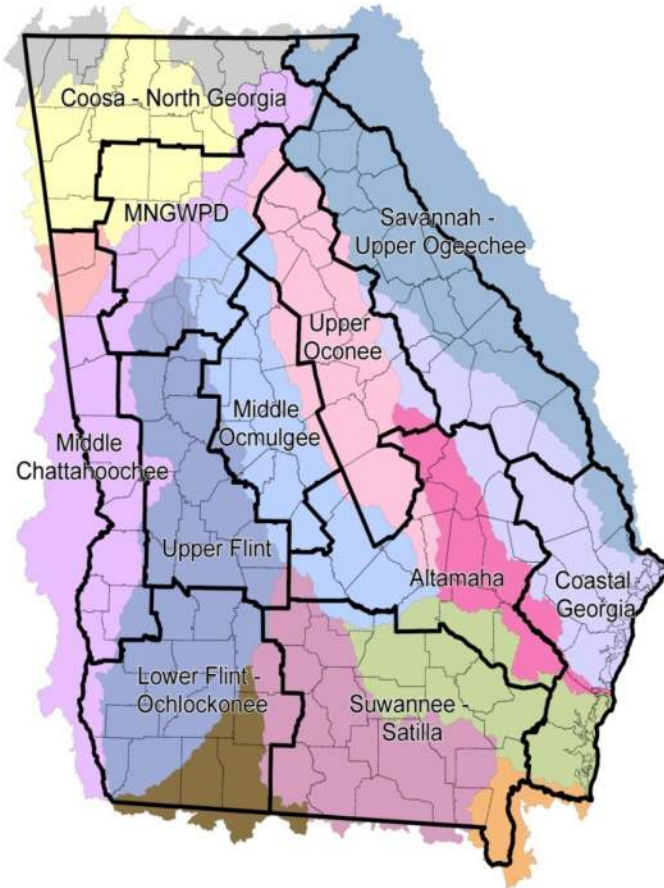 Coosa - North Georgia
MNGWPD
Savannah -
Upper Ogeechee
Upper
Oconee
Middle
Ocmulgee
Middle
Chattahoochee
Upper Flint
Altamaha
Coastal
Georgia
Lower Flint -
Ochlockonee
Suwannee -
Satilla